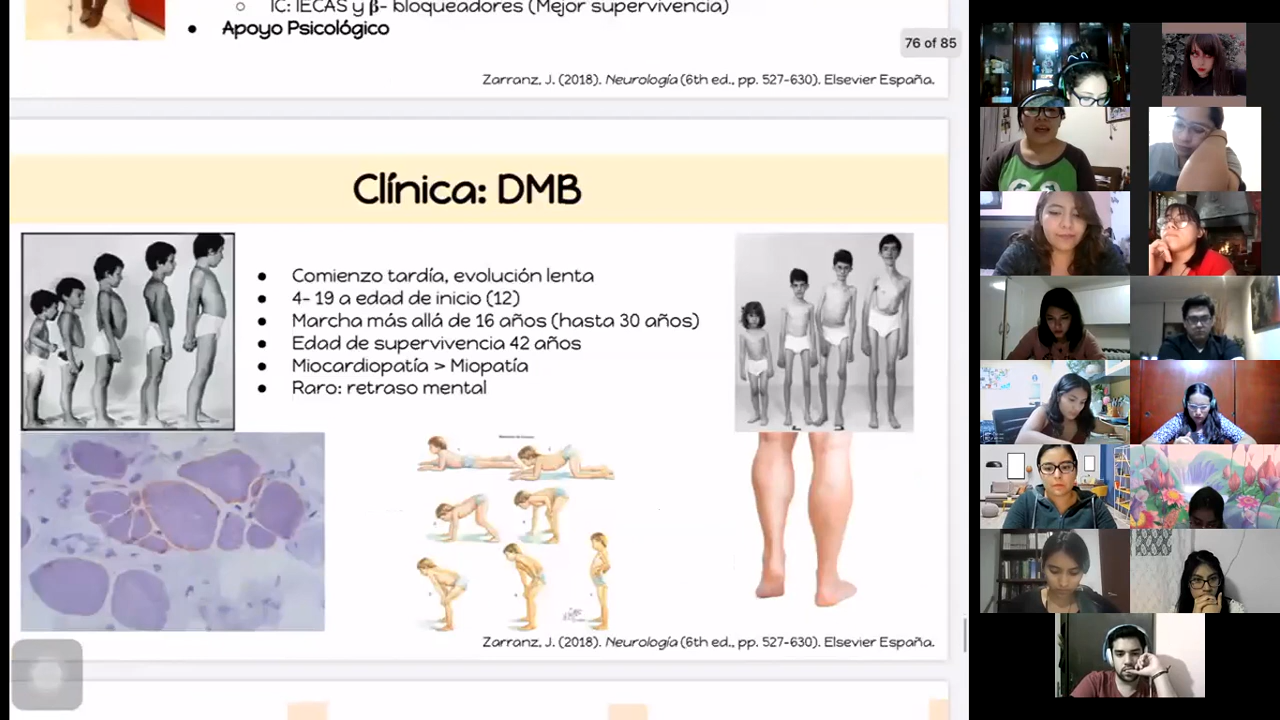 IC: IECAS y β- bloqueadores (Mejor supervivencia)
Apoyo Psicológico
76 of 85
Zarranz, J. (2018). Neurología (6th ed., pp. 527-630). Elsevier España.
Clínica: DMB
Comienzo tardía, evolución lenta
4- 19 a edad de inicio (12)
Marcha más allá de 16 años (hasta 30 años)
Edad de supervivencia 42 años
Miocardiopatía > Miopatía
Raro: retraso mental
Zarranz, J. (2018). Neurología (6th ed., pp. 527-630). Elsevier España.